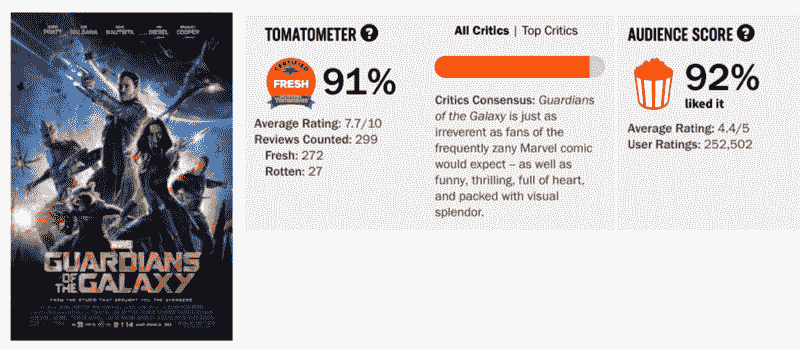 PRATT SALDANA BAUTISTA DIESEL COOPER
MARVEL
GUARDIANS
OF THE GALAXY
FROM THE STUDIO THAT BROUGHT YOU THE AVENGERS
TOMATOMETER ?
CERTIFIED
FRESH
91%
Average Rating: 7.7/10
Reviews Counted: 299
Fresh: 272
Rotten: 27
All Critics | Top Critics
Critics Consensus: Guardians
of the Galaxy is just as
irreverent as fans of the
frequently zany Marvel comic
would expect -- as well as
funny, thrilling, full of heart,
and packed with visual
splendor.
AUDIENCE SCORE ?
92%
liked it
Average Rating: 4.4/5
User Ratings: 252,502